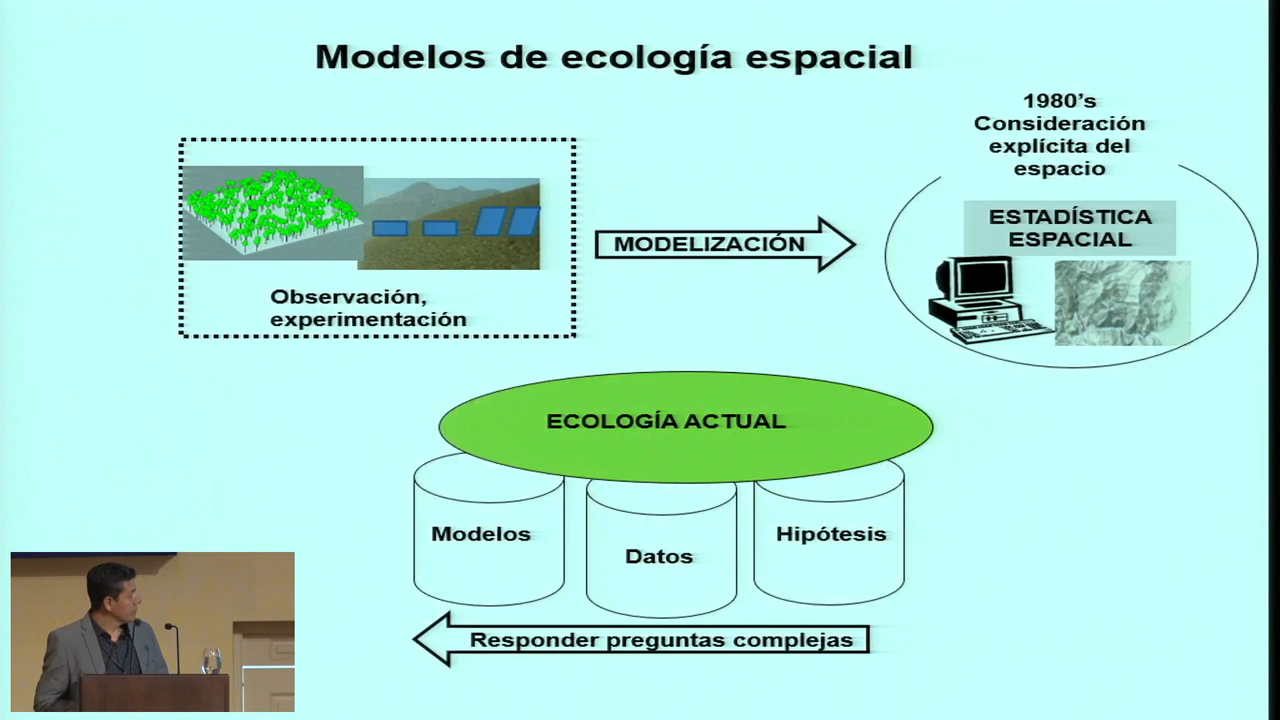 Modelos de ecología espacial
1980's
Consideración
explícita del
espacio
ESTADÍSTICA
ESPACIAL
MODELIZACIÓN
Observación,
experimentación
ECOLOGÍA ACTUAL
Modelos
Datos
Hipótesis
Responder preguntas complejas